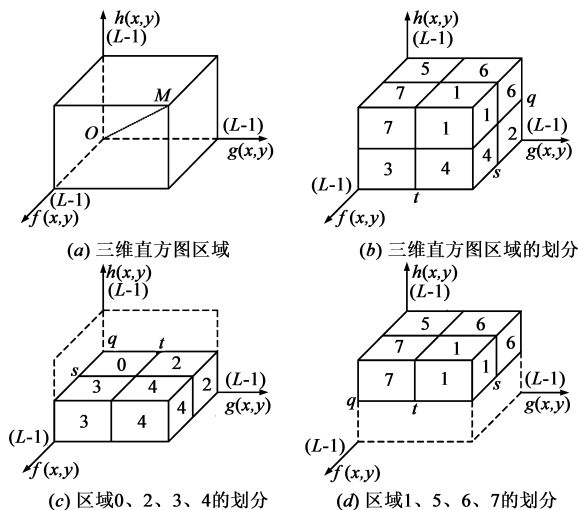 h(x,y)
(L-1)
M
O
(L-1)
g(x,y)
(L-1)
f(x,y)
(a) 三维直方图区域
h(x,y)
(L-1)
5 6
7 1 6 q
7 1 1 2 (L-1)
3 4 4 g(x,y)
s
(L-1) t
f(x,y)
(b) 三维直方图区域的划分
h(x,y)
(L-1)
q t
s 0 2
3 4 2 (L-1)
3 4 4 g(x,y)
(L-1)
f(x,y)
(c) 区域0、2、3、4的划分
h(x,y)
(L-1)
5 6
7 1 6
7 1 1 s (L-1)
q t g(x,y)
(L-1)
f(x,y)
(d) 区域1、5、6、7的划分